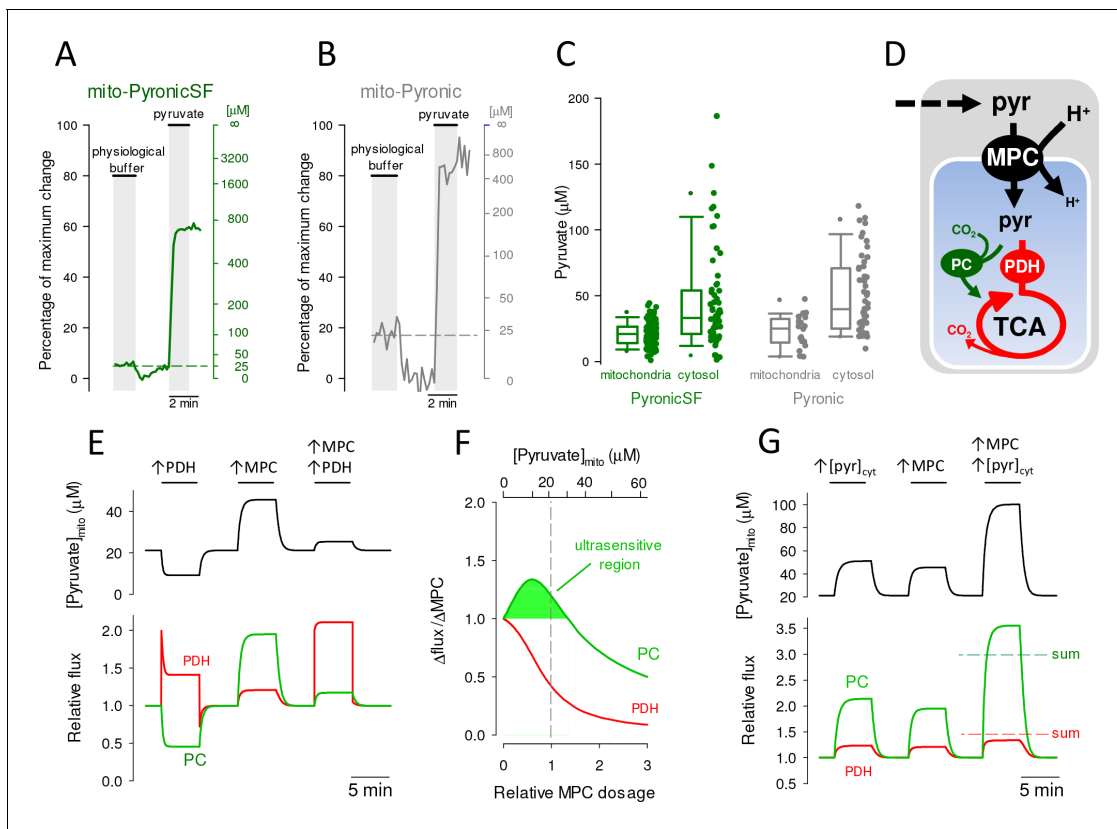 A
mito-PyronicSF
[µM]
pyruvate
physiological
buffer
Percentage of maximum change
100
80
60
40
20
0
∞
3200
1600
800
400
200
100
50
25
0
2 min
B
mito-Pyronic
[µM]
pyruvate
physiological
buffer
Percentage of maximum change
100
80
60
40
20
0
∞
800
400
200
100
50
25
0
2 min
C
Pyruvate (µM)
200
150
100
50
0
mitochondria cytosol
PyronicSF
mitochondria cytosol
Pyronic
D
pyr
H+
MPC
H+
pyr
CO2
PC
PDH
TCA
CO2
E
↑PDH
↑MPC
↑MPC
↑PDH
[Pyruvate]mito (µM)
40
20
0
Relative flux
2.0
1.5
1.0
0.5
0.0
PDH
PC
5 min
F
[Pyruvate]mito (µM)
0 20 40 60
Δflux/ΔMPC
2.0
1.5
1.0
0.5
0.0
ultrasensitive
region
PC
PDH
0 1 2 3
Relative MPC dosage
G
↑[pyr]cyt
↑MPC
↑MPC
↑[pyr]cyt
[Pyruvate]mito (µM)
100
80
60
40
20
Relative flux
3.5
3.0
2.5
2.0
1.5
1.0
0.5
sum
PC
sum
PDH
5 min